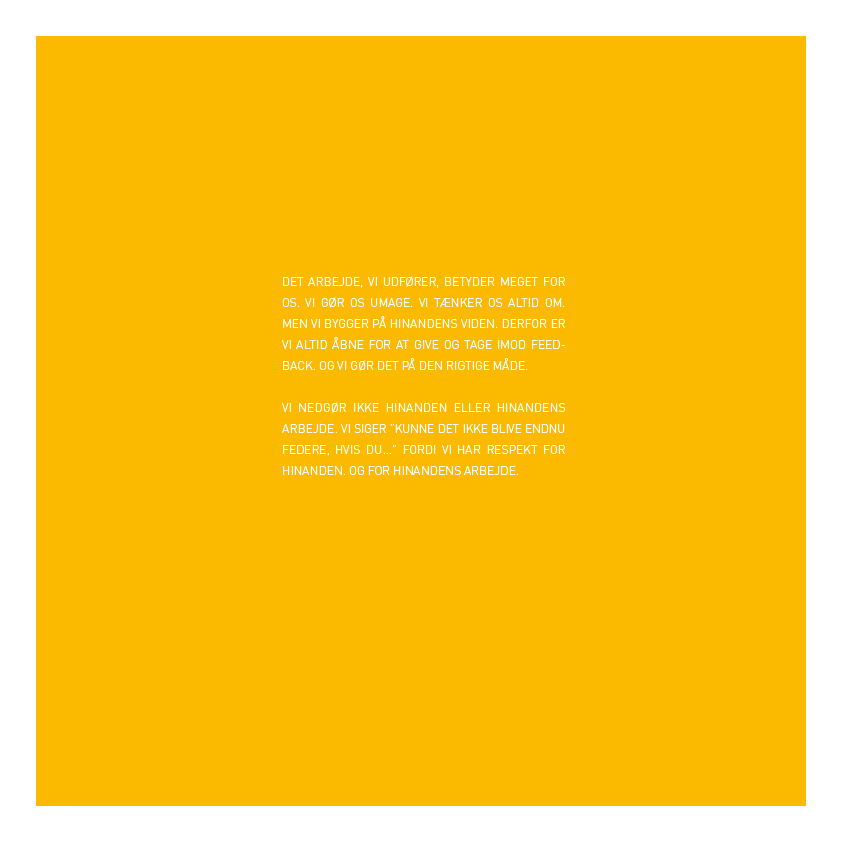 DET ARBEJDE, VI UDFØRER, BETYDER MEGET FOR
OS. VI GØR OS UMAGE. VI TÆNKER OS ALTID OM.
MEN VI BYGGER PÅ HINANDENS VIDEN. DERFOR ER
VI ALTID ÅBNE FOR AT GIVE OG TAGE IMOD FEED-
BACK. OG VI GØR DET PÅ DEN RIGTIGE MÅDE.

VI NEDGØR IKKE HINANDEN ELLER HINANDENS
ARBEJDE. VI SIGER "KUNNE DET IKKE BLIVE ENDNU
FEDERE, HVIS DU..." FORDI VI HAR RESPEKT FOR
HINANDEN. OG FOR HINANDENS ARBEJDE.